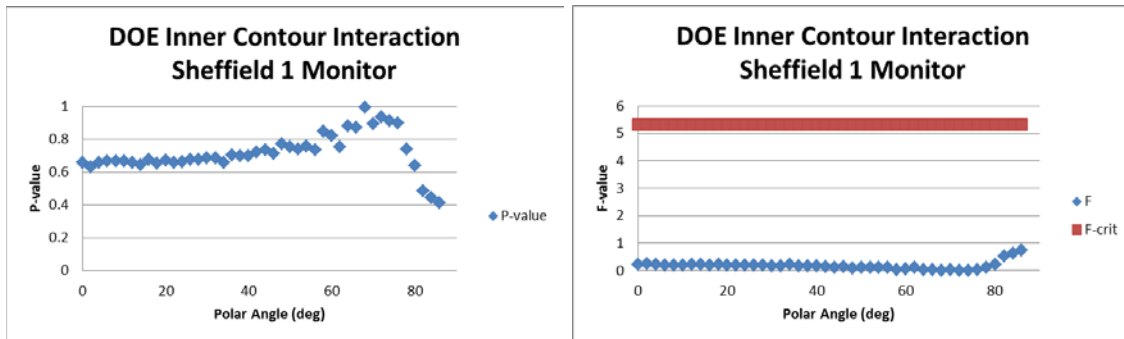 DOE Inner Contour Interaction
Sheffield 1 Monitor
P-value
1
0.8
0.6
0.4
0.2
0
0 20 40 60 80
Polar Angle (deg)
P-value
DOE Inner Contour Interaction
Sheffield 1 Monitor
F-value
6
5
4
3
2
1
0
0 20 40 60 80
Polar Angle (deg)
F
F-crit